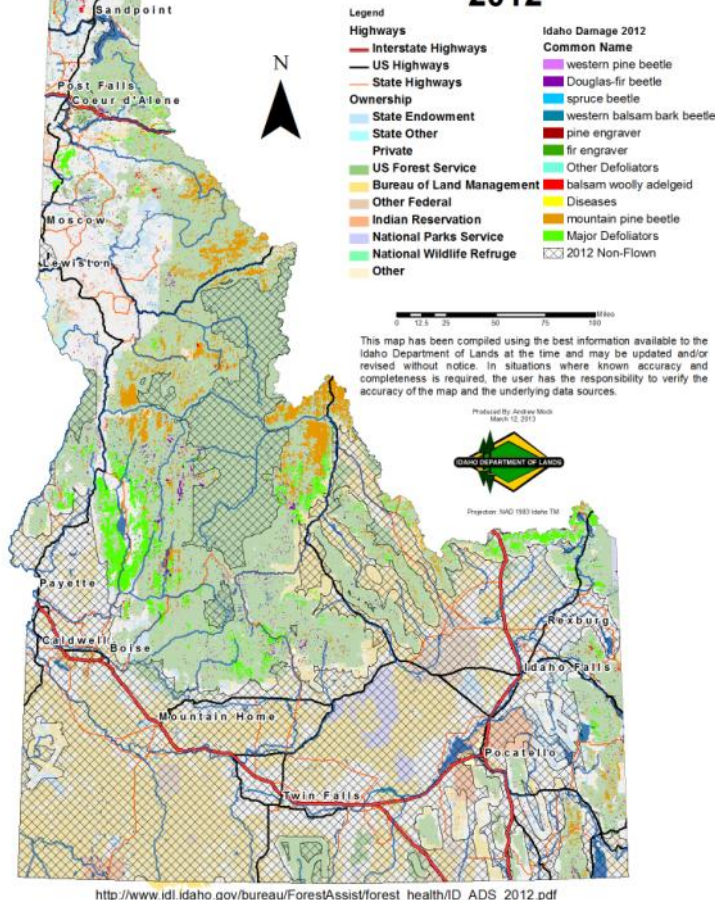 2012
Legend
Highways
Interstate Highways
US Highways
State Highways
Ownership
State Endowment
State Other
Private
US Forest Service
Bureau of Land Management
Other Federal
Indian Reservation
National Parks Service
National Wildlife Refruge
Other
Idaho Damage 2012
Common Name
western pine beetle
Douglas-fir beetle
spruce beetle
western balsam bark beetle
pine engraver
fir engraver
Other Defoliators
balsam woolly adelgeid
Diseases
mountain pine beetle
Major Defoliators
2012 Non-Flown
N
Sandpoint
Post Falls
Coeur d'Alene
Moscow
Lewiston
0 12.5 25 50 75 100 Miles
This map has been compiled using the best information available to the
Idaho Department of Lands at the time and may be updated and/or
revised without notice. In situations where known accuracy and
completeness is required, the user has the responsibility to verify the
accuracy of the map and the underlying data sources.
Produced By: Andrew Mock
March 12, 2013
IDAHO DEPARTMENT OF LANDS
Projection: NAD 1983 Idaho TM
Payette
Caldwell
Boise
Rexburg
Idaho Falls
Mountain Home
Pocatello
Twin Falls
http://www.idl.idaho.gov/bureau/ForestAssist/forest_health/ID_ADS_2012.pdf